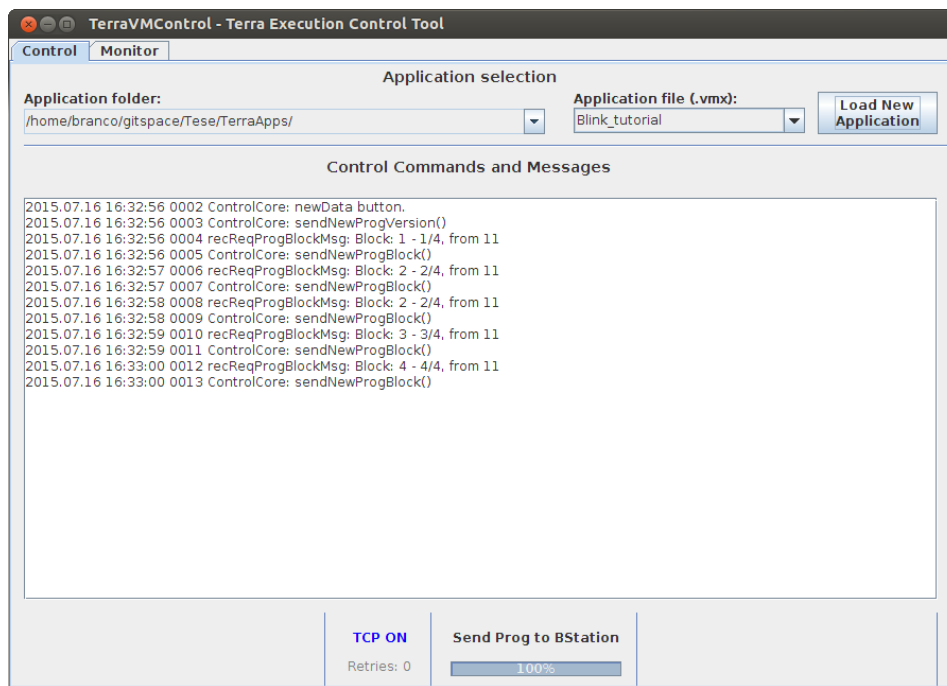 TerraVMControl - Terra Execution Control Tool
Control Monitor
Application selection
Application folder:
/home/branco/gitspace/Tese/TerraApps/
Application file (.vmx):
Blink_tutorial
Load New
Application
Control Commands and Messages
2015.07.16 16:32:56 0002 ControlCore: newData button.
2015.07.16 16:32:56 0003 ControlCore: sendNewProgVersion()
2015.07.16 16:32:56 0004 recReqProgBlockMsg: Block: 1 - 1/4, from 11
2015.07.16 16:32:56 0005 ControlCore: sendNewProgBlock()
2015.07.16 16:32:57 0006 recReqProgBlockMsg: Block: 2 - 2/4, from 11
2015.07.16 16:32:57 0007 ControlCore: sendNewProgBlock()
2015.07.16 16:32:58 0008 recReqProgBlockMsg: Block: 2 - 2/4, from 11
2015.07.16 16:32:58 0009 ControlCore: sendNewProgBlock()
2015.07.16 16:32:59 0010 recReqProgBlockMsg: Block: 3 - 3/4, from 11
2015.07.16 16:32:59 0011 ControlCore: sendNewProgBlock()
2015.07.16 16:33:00 0012 recReqProgBlockMsg: Block: 4 - 4/4, from 11
2015.07.16 16:33:00 0013 ControlCore: sendNewProgBlock()
TCP ON
Retries: 0
Send Prog to BStation
100%